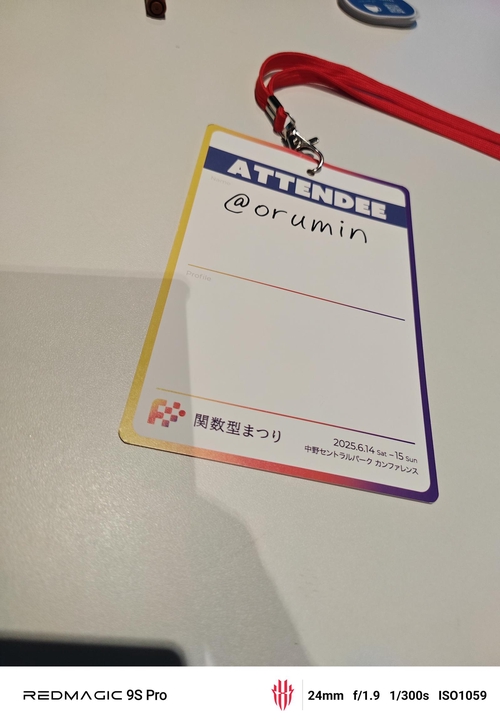 ATTENDEE
@orumin
Profile
関数型まつり
2025.6.14 Sat – 15 Sun
中野セントラルパーク カンファレンス
REDMAGIC 9S Pro
24mm f/1.9 1/300s ISO1059